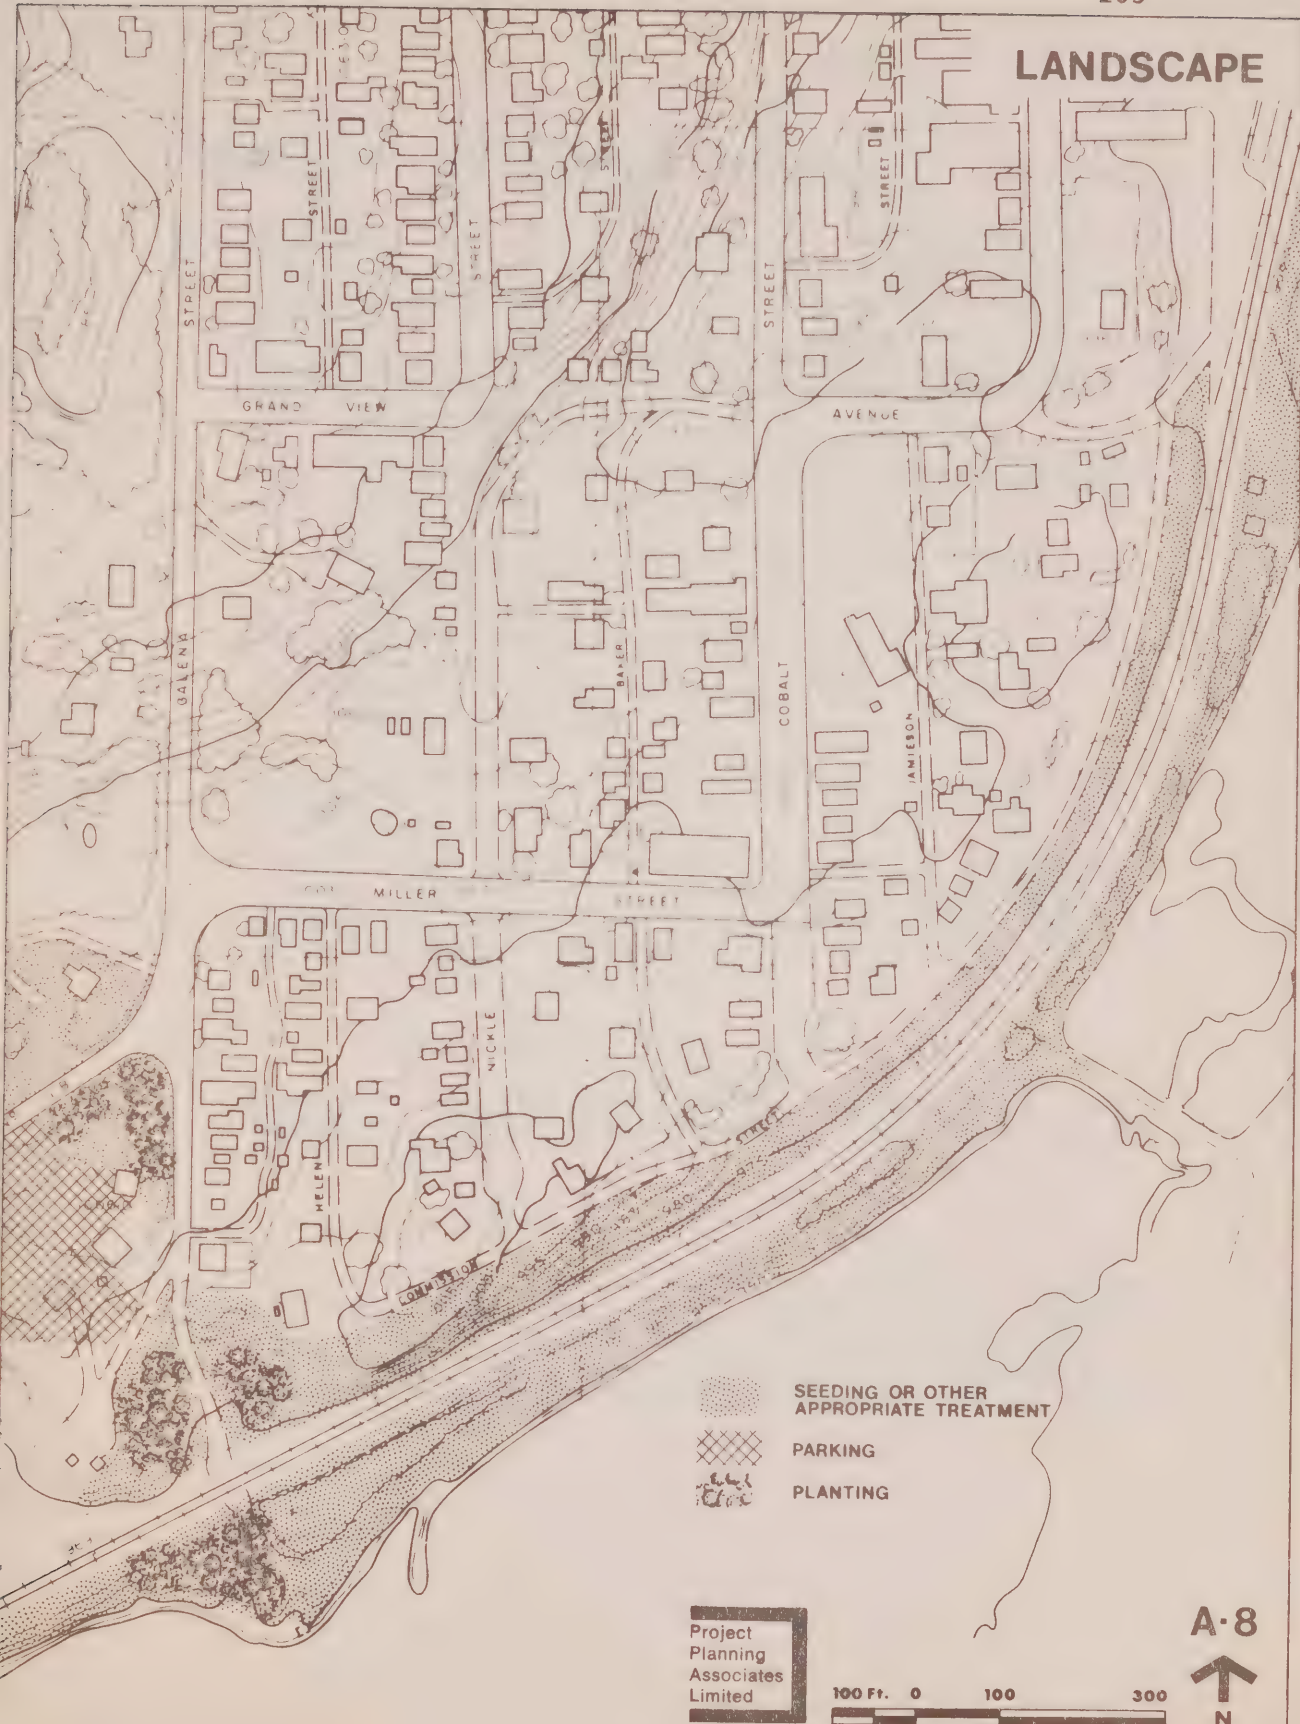 LANDSCAPE
STREET
STREET
STREET
STREET
STREET
STREET
GRAND VIEW
AVENUE
GALENA
BAKER
COBALT
JAMIESON
MILLER
STREET
NICKLE
HELEN
STREET
COMMISSION
SEEDING OR OTHER
APPROPRIATE TREATMENT
PARKING
PLANTING
Project
Planning
Associates
Limited
A·8
100 Ft. 0 100 300
N